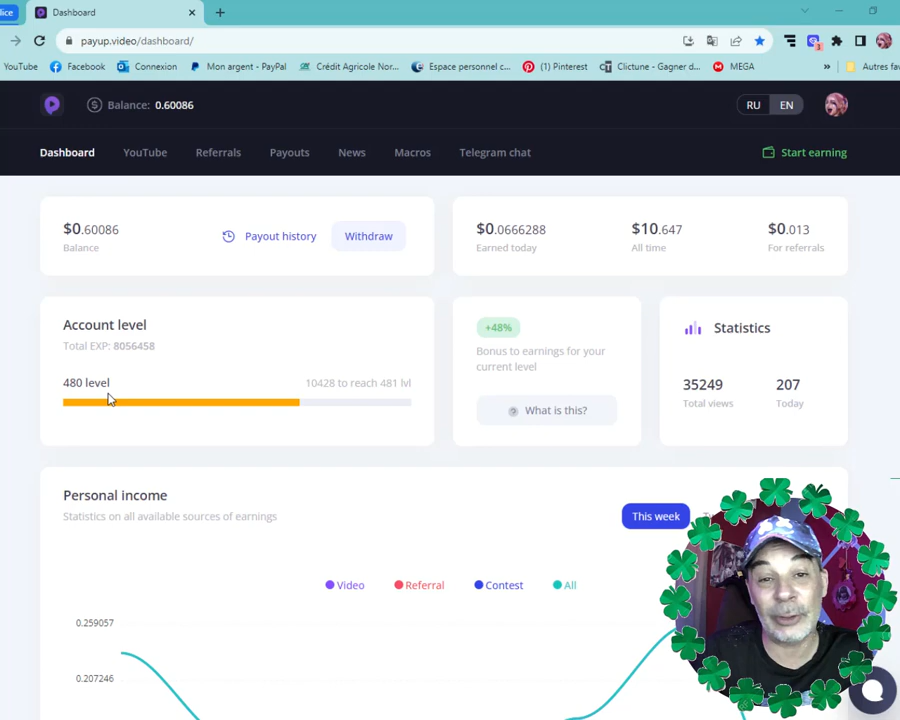 lice
Dashboard
payup.video/dashboard/
YouTube Facebook Connexion Mon argent - PayPal Crédit Agricole Nor... Espace personnel c... (1) Pinterest Clictune - Gagner d... MEGA » Autres fav
Balance: 0.60086
RU EN
Dashboard YouTube Referrals Payouts News Macros Telegram chat Start earning
$0.60086
Balance
Payout history Withdraw
$0.0666288 $10.647 $0.013
Earned today All time For referrals
Account level
Total EXP: 8056458
480 level 10428 to reach 481 lvl
+48%
Bonus to earnings for your
current level
What is this?
Statistics
35249 207
Total views Today
Personal income
Statistics on all available sources of earnings
This week
Video Referral Contest All
0.259057
0.207246